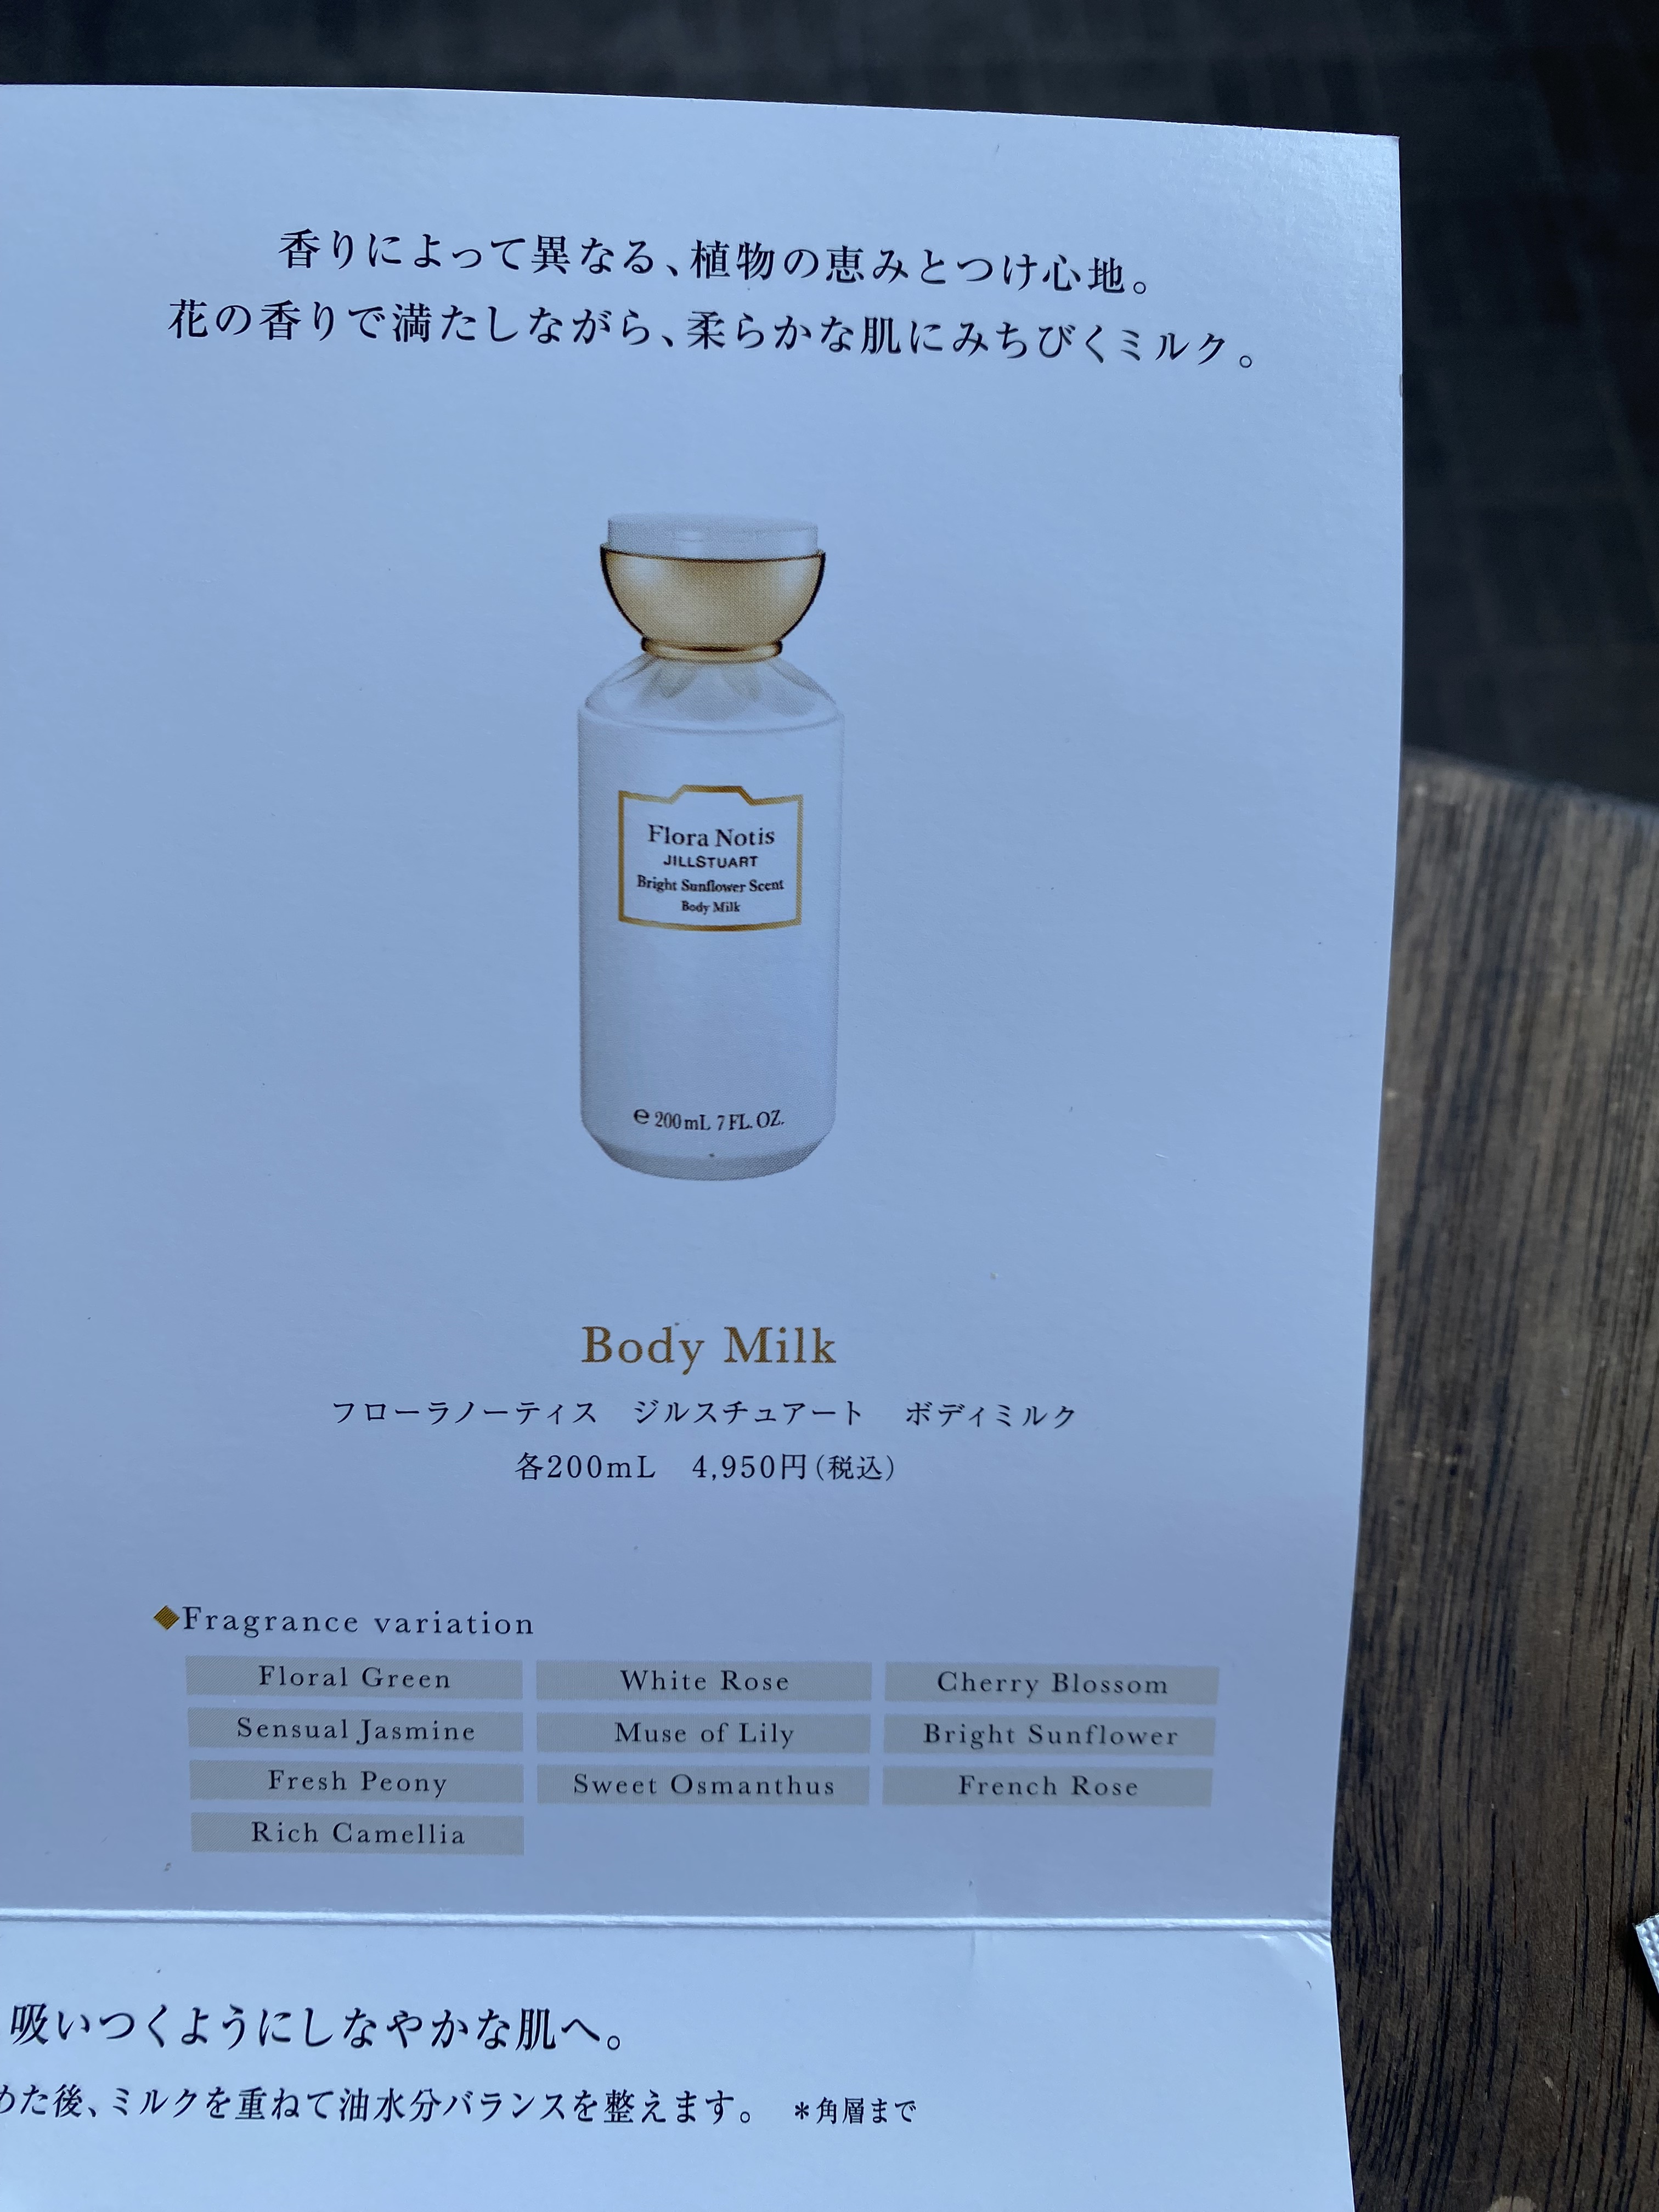 香りによって異なる、植物の恵みとつけ心地。
花の香りで満たしながら、柔らかな肌にみちびくミルク。
Flora Notis
JILLSTUART
Bright Sunflower Scent
Body Milk
℮ 200mL 7 FL. OZ.
Body Milk
フローラノーティス　ジルスチュアート　ボディミルク
各200mL　4,950円(税込)
◆Fragrance variation
Floral Green　White Rose　Cherry Blossom
Sensual Jasmine　Muse of Lily　Bright Sunflower
Fresh Peony　Sweet Osmanthus　French Rose
Rich Camellia
吸いつくようにしなやかな肌へ。
めた後、ミルクを重ねて油水分バランスを整えます。　＊角層まで